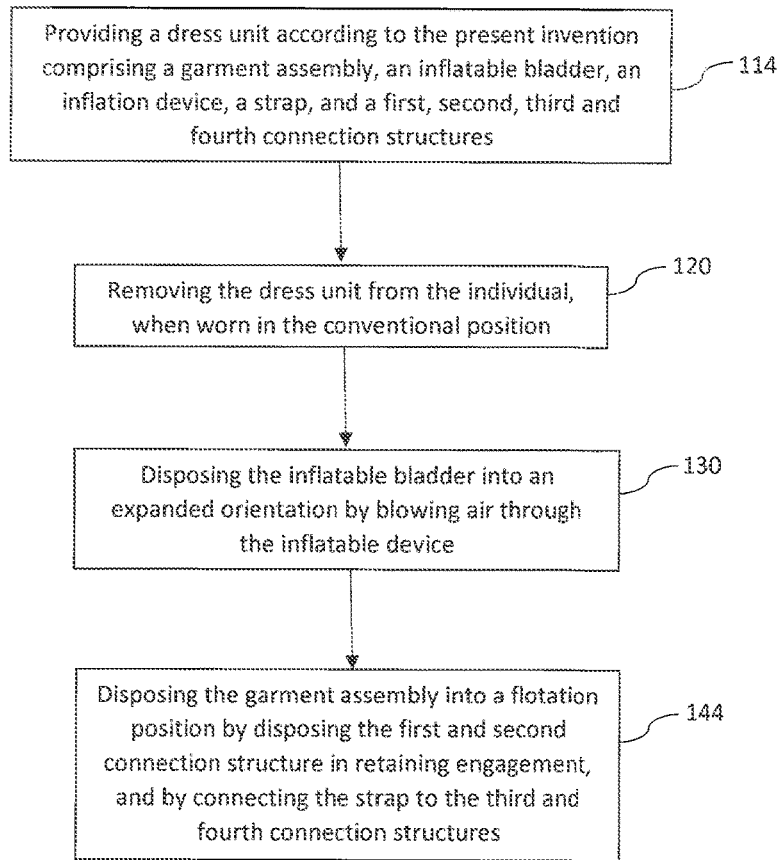 Providing a dress unit according to the present invention
comprising a garment assembly, an inflatable bladder, an
inflation device, a strap, and a first, second, third and
fourth connection structures
114
Removing the dress unit from the individual,
when worn in the conventional position
120
Disposing the inflatable bladder into an
expanded orientation by blowing air through
the inflatable device
130
Disposing the garment assembly into a flotation
position by disposing the first and second
connection structure in retaining engagement,
and by connecting the strap to the third and
fourth connection structures
144